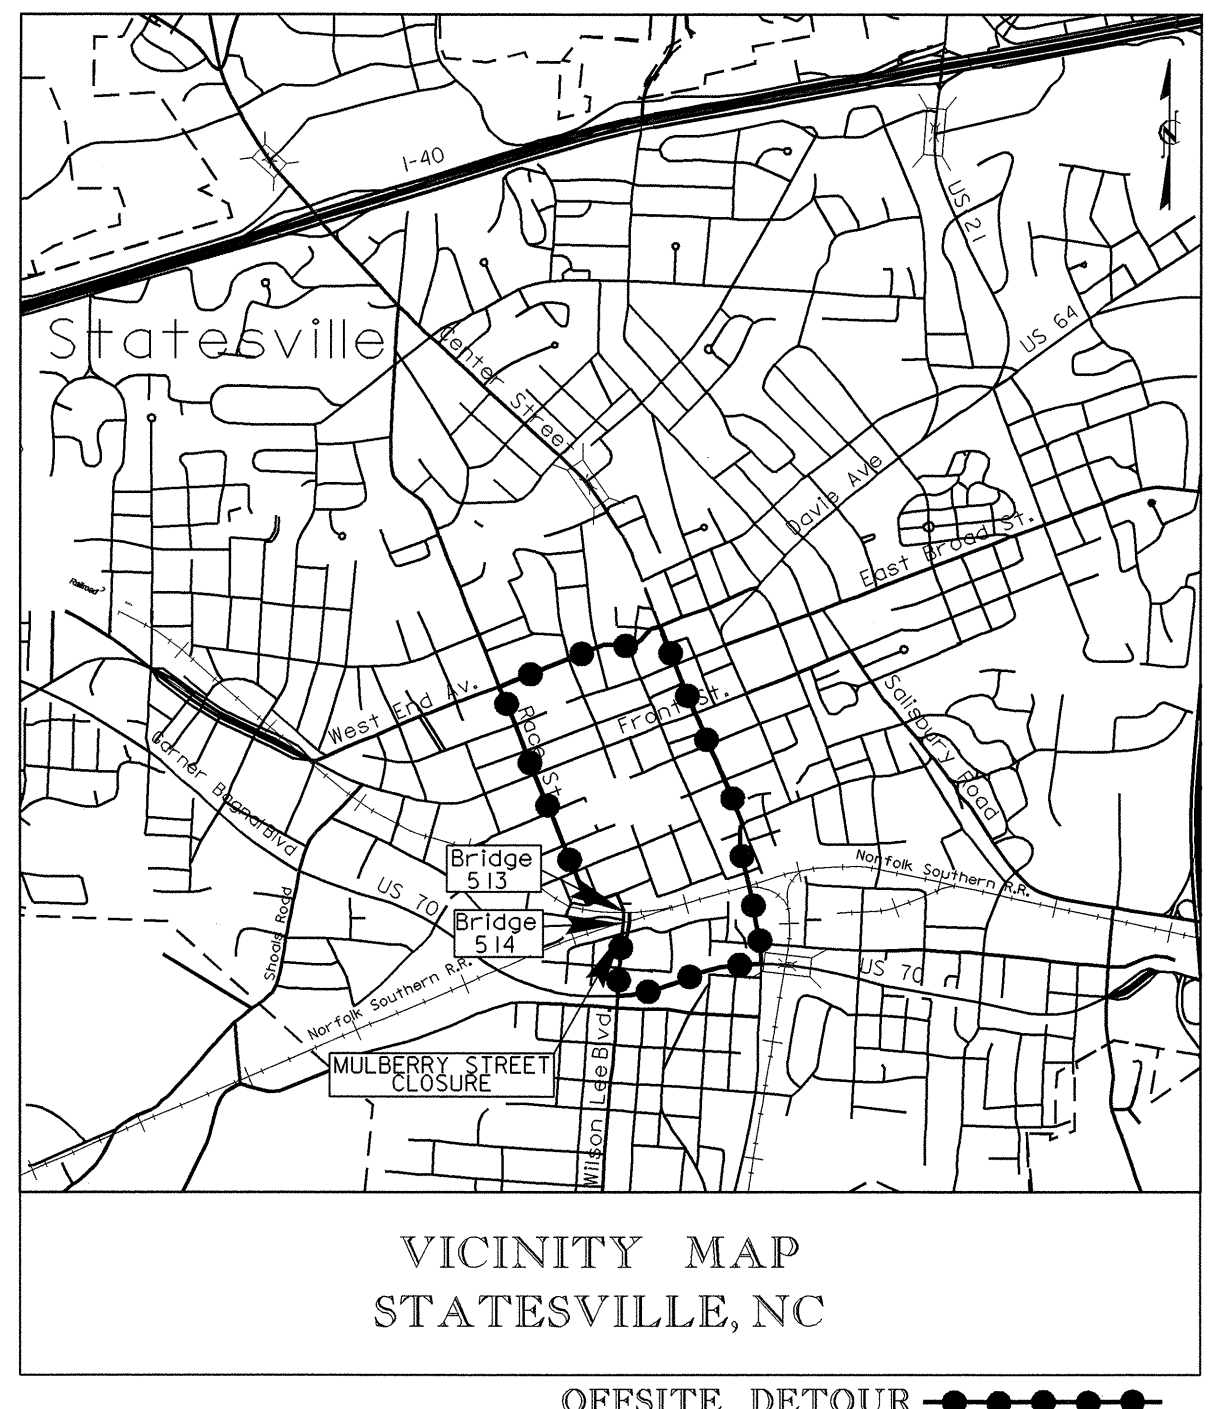 I-40
US 21
Statesville
US 64
Center Street
Davie Ave
East Broad St.
Railroad
West End Av.
Front St.
Race St.
Salisbury Road
Garner Bagnal Blvd
Bridge
513
Norfolk Southern R.R.
US 70
Bridge
514
Shoals Road
US 70
Norfolk Southern R.R.
MULBERRY STREET
CLOSURE
Wilson Lee Blvd.
VICINITY MAP
STATESVILLE, NC
OFFSITE DETOUR